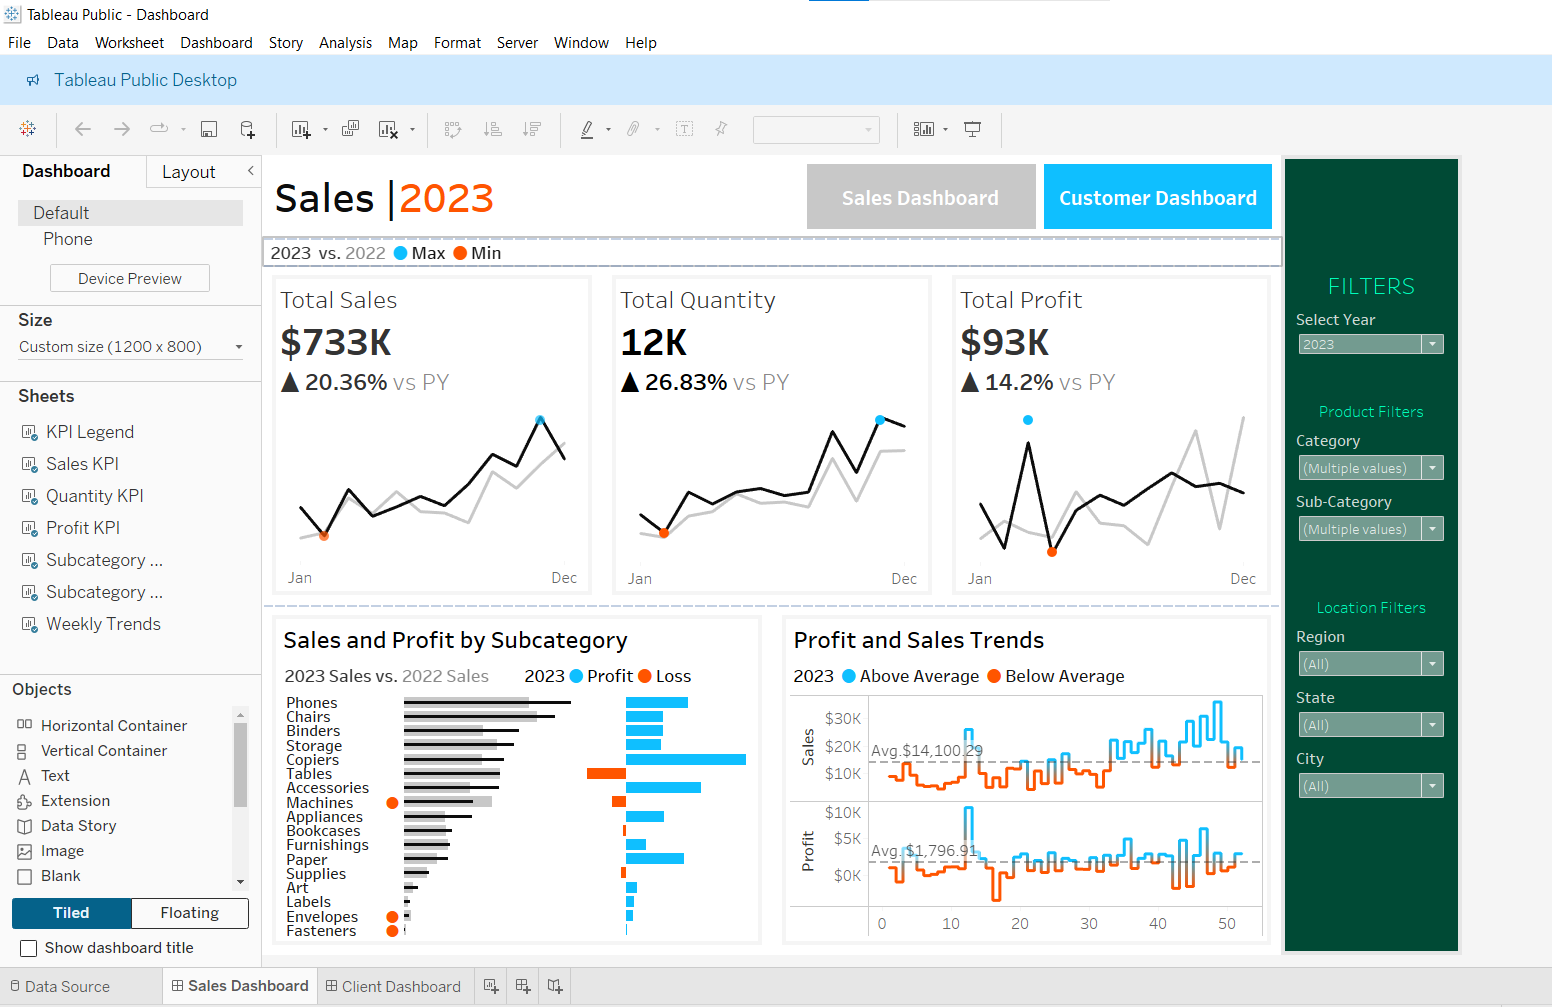 Tableau Public - Dashboard
File Data Worksheet Dashboard Story Analysis Map Format Server Window Help
Tableau Public Desktop
Dashboard Layout
Default
Phone
Device Preview
Size
Custom size (1200 x 800)
Sheets
KPI Legend
Sales KPI
Quantity KPI
Profit KPI
Subcategory ...
Subcategory ...
Weekly Trends
Objects
Horizontal Container
Vertical Container
Text
Extension
Data Story
Image
Blank
Tiled Floating
Show dashboard title
Sales |2023
Sales Dashboard
Customer Dashboard
2023 vs. 2022 Max Min
Total Sales
$733K
▲ 20.36% vs PY
Jan Dec
Total Quantity
12K
▲ 26.83% vs PY
Jan Dec
Total Profit
$93K
▲ 14.2% vs PY
Jan Dec
Sales and Profit by Subcategory
2023 Sales vs. 2022 Sales 2023 Profit Loss
Phones
Chairs
Binders
Storage
Copiers
Tables
Accessories
Machines
Appliances
Bookcases
Furnishings
Paper
Supplies
Art
Labels
Envelopes
Fasteners
Profit and Sales Trends
2023 Above Average Below Average
Sales
$30K
$20K
$10K
Avg.$14,100.29
Profit
$10K
$5K
$0K
Avg.$1,796.91
0 10 20 30 40 50
FILTERS
Select Year
2023
Product Filters
Category
(Multiple values)
Sub-Category
(Multiple values)
Location Filters
Region
(All)
State
(All)
City
(All)
Data Source Sales Dashboard Client Dashboard